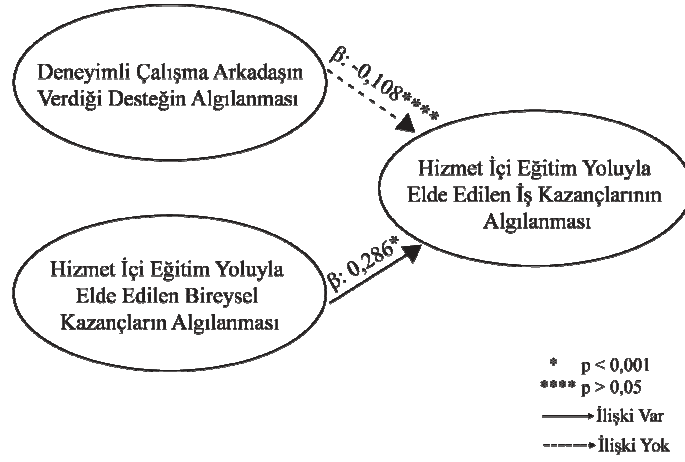 Deneyimli Çalışma Arkadaşın
Verdiği Desteğin Algılanması
β: -0,108****
Hizmet İçi Eğitim Yoluyla
Elde Edilen İş Kazançlarının
Algılanması
β: 0,286*
Hizmet İçi Eğitim Yoluyla
Elde Edilen Bireysel
Kazançların Algılanması
* p < 0,001
**** p > 0,05
İlişki Var
İlişki Yok